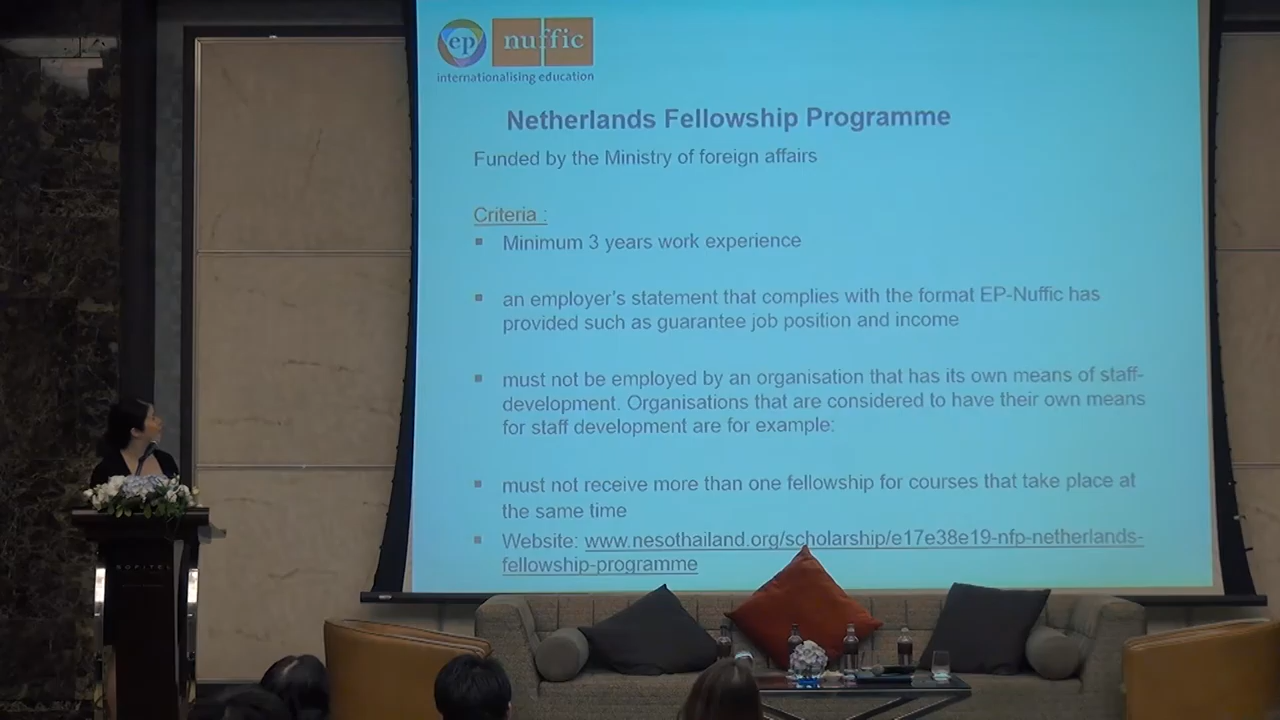 ep nuffic
internationalising education
Netherlands Fellowship Programme
Funded by the Ministry of foreign affairs
Criteria :
▪ Minimum 3 years work experience
▪ an employer's statement that complies with the format EP-Nuffic has
provided such as guarantee job position and income
▪ must not be employed by an organisation that has its own means of staff-
development. Organisations that are considered to have their own means
for staff development are for example:
▪ must not receive more than one fellowship for courses that take place at
the same time
▪ Website: www.nesothailand.org/scholarship/e17e38e19-nfp-netherlands-
fellowship-programme
SOFITEL